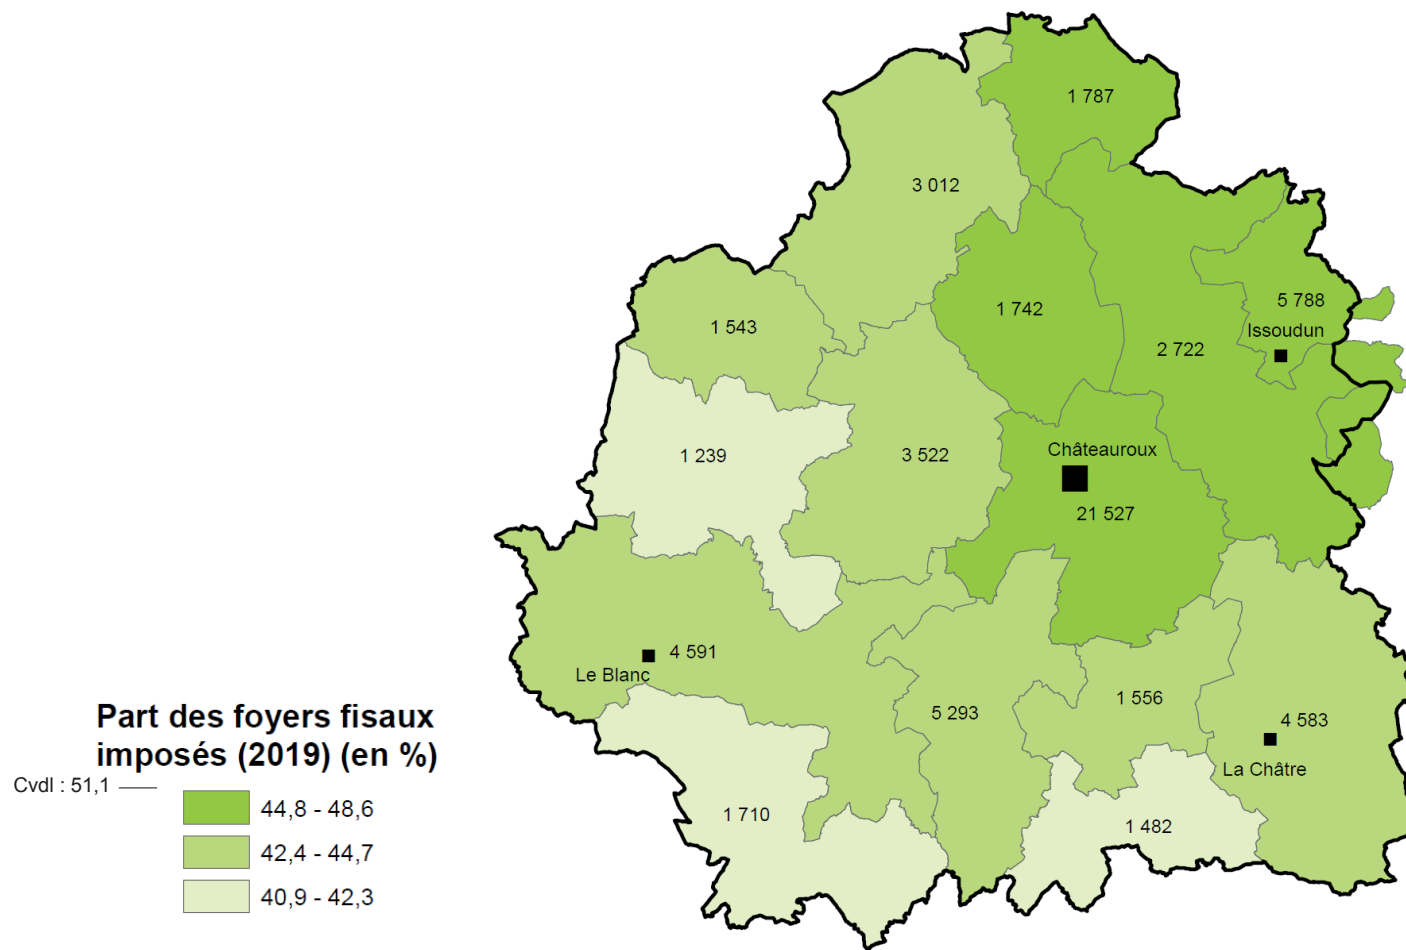 1 787
3 012
5 788
Issoudun
1 742
1 543
2 722
Châteauroux
3 522
1 239
21 527
4 591
Le Blanc
1 556
5 293
4 583
La Châtre
1 710
1 482
Part des foyers fisaux
imposés (2019) (en %)
Cvdl : 51,1
44,8 - 48,6
42,4 - 44,7
40,9 - 42,3